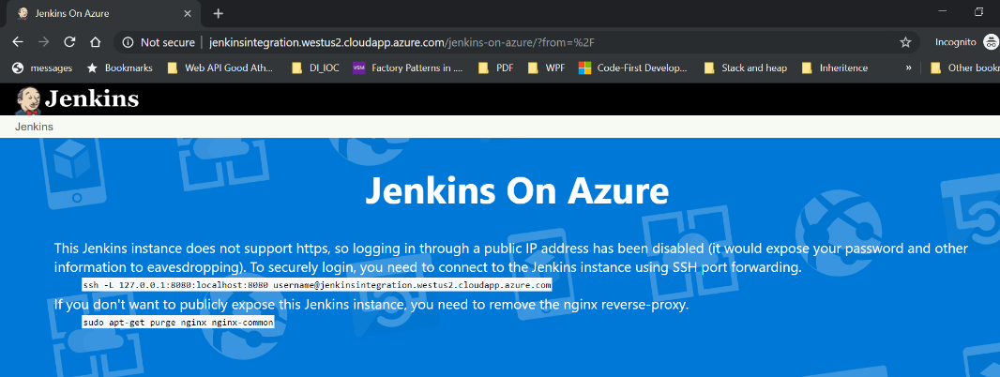 Jenkins On Azure
Not secure | jenkinsintegration.westus2.cloudapp.azure.com/jenkins-on-azure/?from=%2F
Incognito
messages
Bookmarks
Web API Good Ath...
DI_IOC
VSM
Factory Patterns in ....
PDF
WPF
Code-First Develop...
Stack and heap
Inheritence
»
Other bookr
Jenkins
Jenkins
Jenkins On Azure
This Jenkins instance does not support https, so logging in through a public IP address has been disabled (it would expose your password and other
information to eavesdropping). To securely login, you need to connect to the Jenkins instance using SSH port forwarding.
ssh -L 127.0.0.1:8080:localhost:8080 username@jenkinsintegration.westus2.cloudapp.azure.com
If you don't want to publicly expose this Jenkins instance, you need to remove the nginx reverse-proxy.
sudo apt-get purge nginx nginx-common